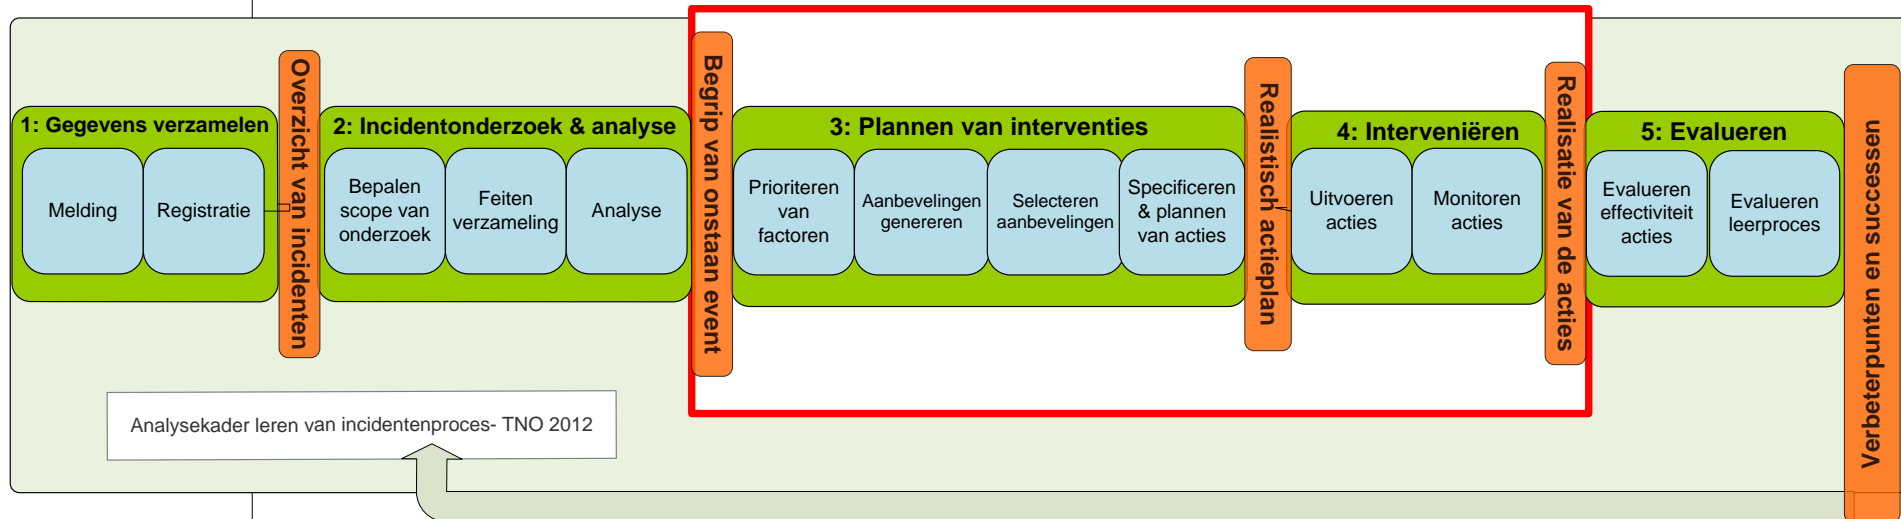 1: Gegevens verzamelen
Melding
Registratie
Overzicht van incidenten
2: Incidentonderzoek & analyse
Bepalen
scope van
onderzoek
Feiten
verzameling
Analyse
Begrip van onstaan event
3: Plannen van interventies
Prioriteren
van
factoren
Aanbevelingen
genereren
Selecteren
aanbevelingen
Specificeren
& plannen
van acties
Realistisch actieplan
4: Interveniëren
Uitvoeren
acties
Monitoren
acties
Realisatie van de acties
5: Evalueren
Evalueren
effectiviteit
acties
Evalueren
leerproces
Verbeterpunten en successen
Analysekader leren van incidentenproces- TNO 2012